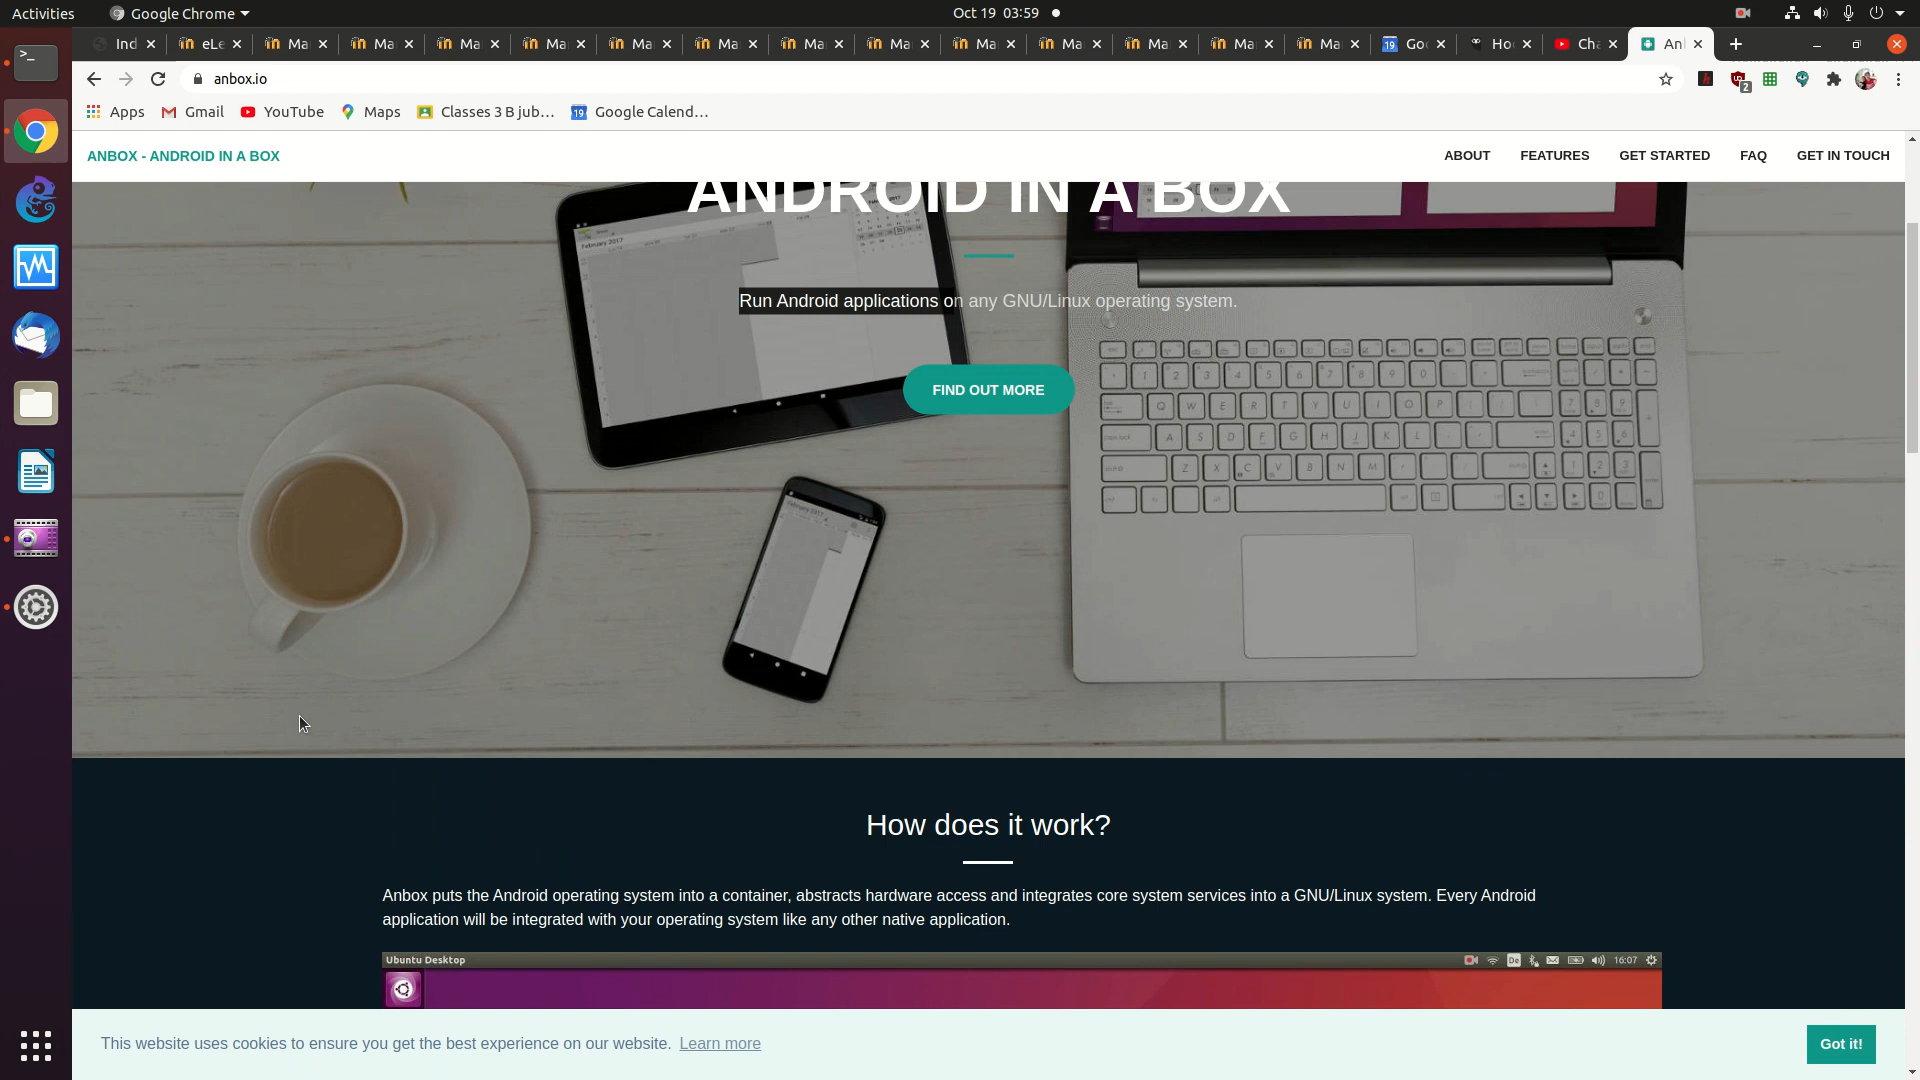 Activities
Google Chrome
Oct 19 03:59
Ind
eLe
Ma
Ma
Ma
Ma
Ma
Ma
Ma
Ma
Ma
Ma
Ma
Ma
Ma
Go
Ho
Cha
An
anbox.io
2
Apps
Gmail
YouTube
Maps
Classes 3 B jub...
19
Google Calend...
ANBOX - ANDROID IN A BOX
ABOUT
FEATURES
GET STARTED
FAQ
GET IN TOUCH
ANDROID IN A BOX
February 2017
Run Android applications on any GNU/Linux operating system.
FIND OUT MORE
How does it work?
Anbox puts the Android operating system into a container, abstracts hardware access and integrates core system services into a GNU/Linux system. Every Android
application will be integrated with your operating system like any other native application.
Ubuntu Desktop
De
16:07
This website uses cookies to ensure you get the best experience on our website. Learn more
Got it!